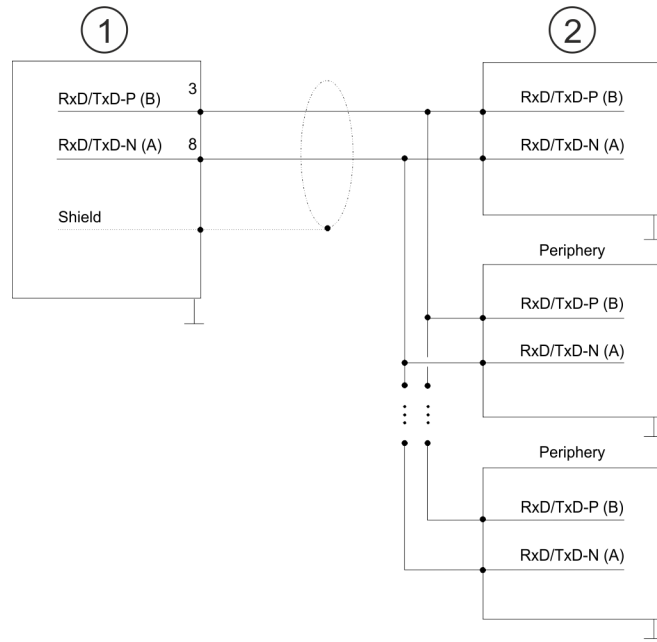 1
2
RxD/TxD-P (B) 3
RxD/TxD-N (A) 8
Shield
RxD/TxD-P (B)
RxD/TxD-N (A)
Periphery
RxD/TxD-P (B)
RxD/TxD-N (A)
Periphery
RxD/TxD-P (B)
RxD/TxD-N (A)